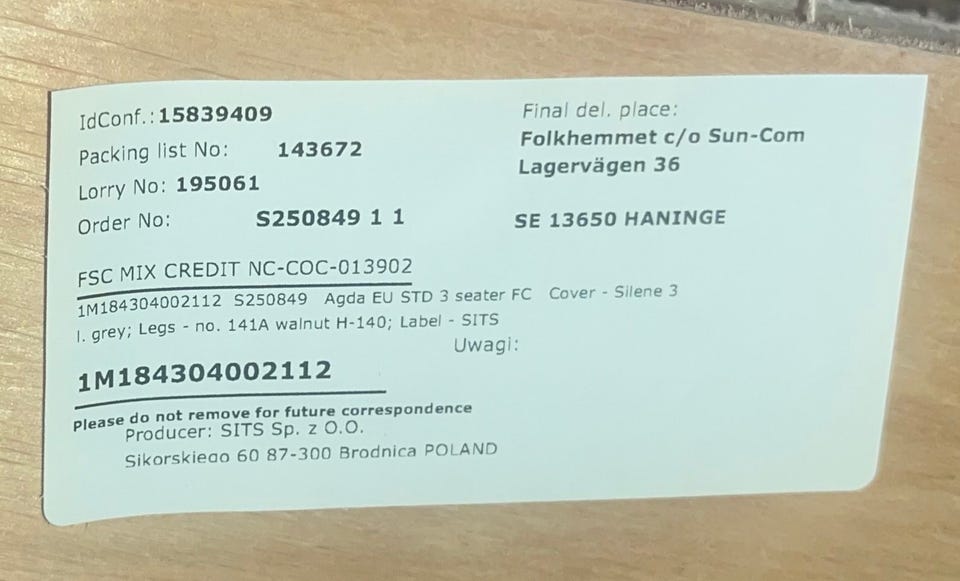 IdConf.: 15839409
Packing list No: 143672
Lorry No: 195061
Order No: S250849 1 1
Final del. place:
Folkhemmet c/o Sun-Com
Lagervägen 36
SE 13650 HANINGE
FSC MIX CREDIT NC-COC-013902
1M184304002112 S250849 Agda EU STD 3 seater FC Cover - Silene 3
l. grey; Legs - no. 141A walnut H-140; Label - SITS
Uwagi:
1M184304002112
Please do not remove for future correspondence
Producer: SITS Sp. z O.O.
Sikorskiego 60 87-300 Brodnica POLAND